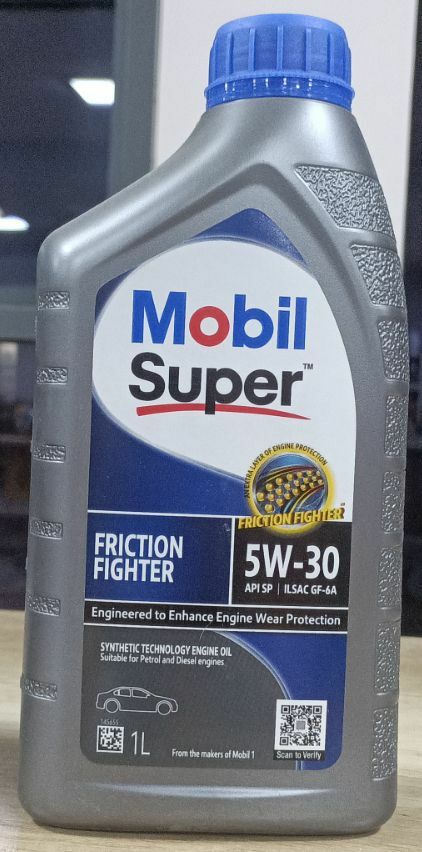 Mobil
Super™
AN EXTRA LAYER OF ENGINE PROTECTION
FRICTION FIGHTER
FRICTION
FIGHTER
5W-30
API SP | ILSAC GF-6A
Engineered to Enhance Engine Wear Protection
SYNTHETIC TECHNOLOGY ENGINE OIL
Suitable for Petrol and Diesel engines
145655
1L
From the makers of Mobil 1
Scan to Verify